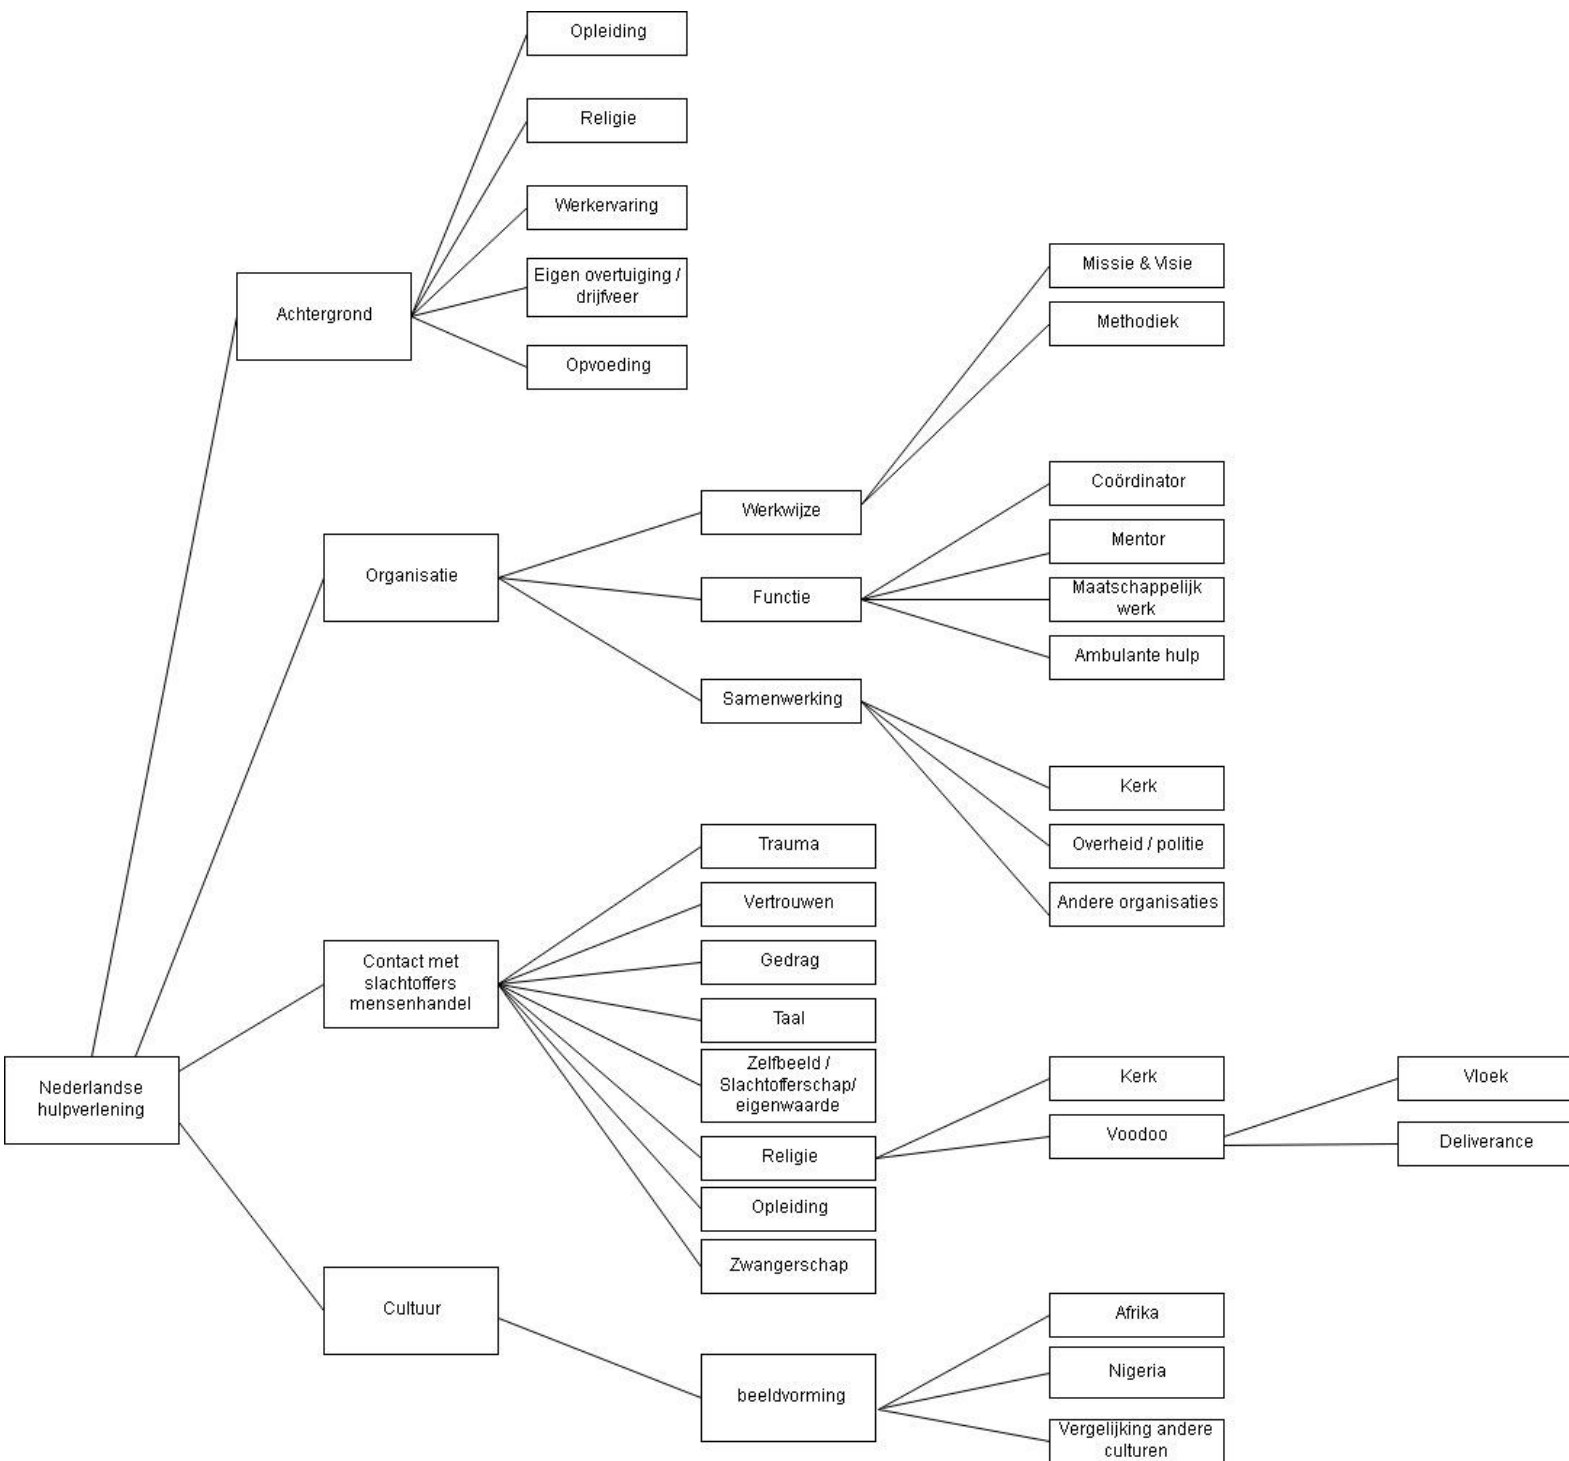 Opleiding
Religie
Werkervaring
Eigen overtuiging /
drijfveer
Opvoeding
Achtergrond
Missie & Visie
Methodiek
Werkwijze
Organisatie
Functie
Samenwerking
Coördinator
Mentor
Maatschappelijk
werk
Ambulante hulp
Kerk
Overheid / politie
Andere organisaties
Contact met
slachtoffers
mensenhandel
Trauma
Vertrouwen
Gedrag
Taal
Zelfbeeld /
Slachtofferschap/
eigenwaarde
Religie
Opleiding
Zwangerschap
Kerk
Voodoo
Vloek
Deliverance
Nederlandse
hulpverlening
Cultuur
beeldvorming
Afrika
Nigeria
Vergelijking andere
culturen